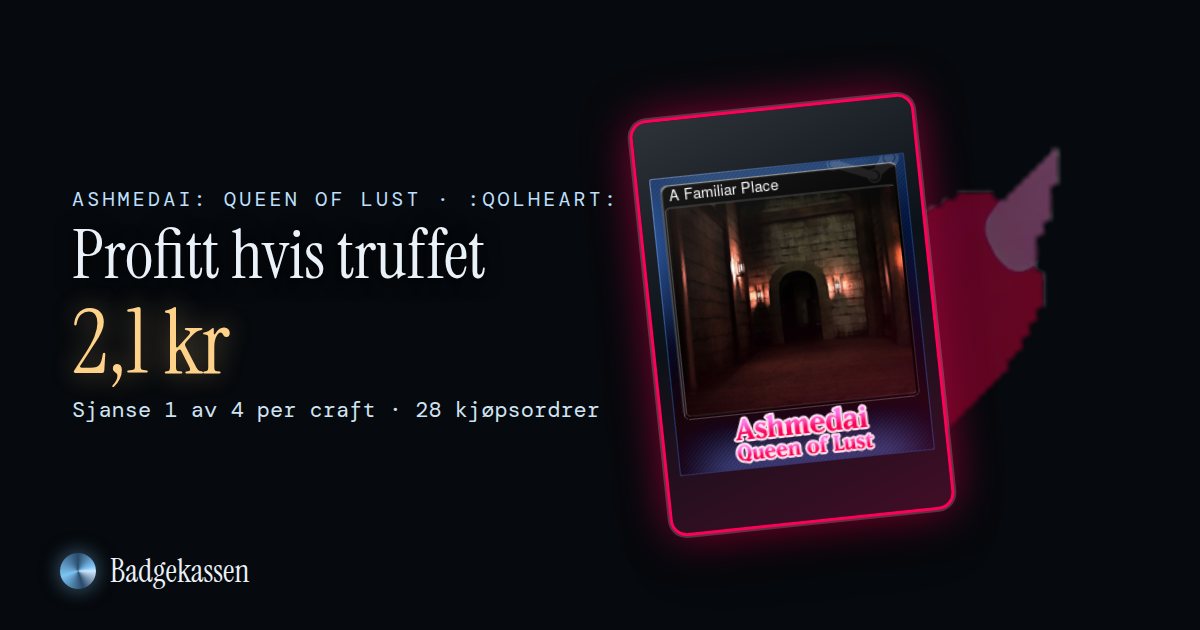 ASHMEDAI: QUEEN OF LUST · :QOLHEART:
Profitt hvis truffet
2,1 kr
Sjanse 1 av 4 per craft · 28 kjøpsordrer
A Familiar Place
Ashmedai
Queen of Lust
Badgekassen